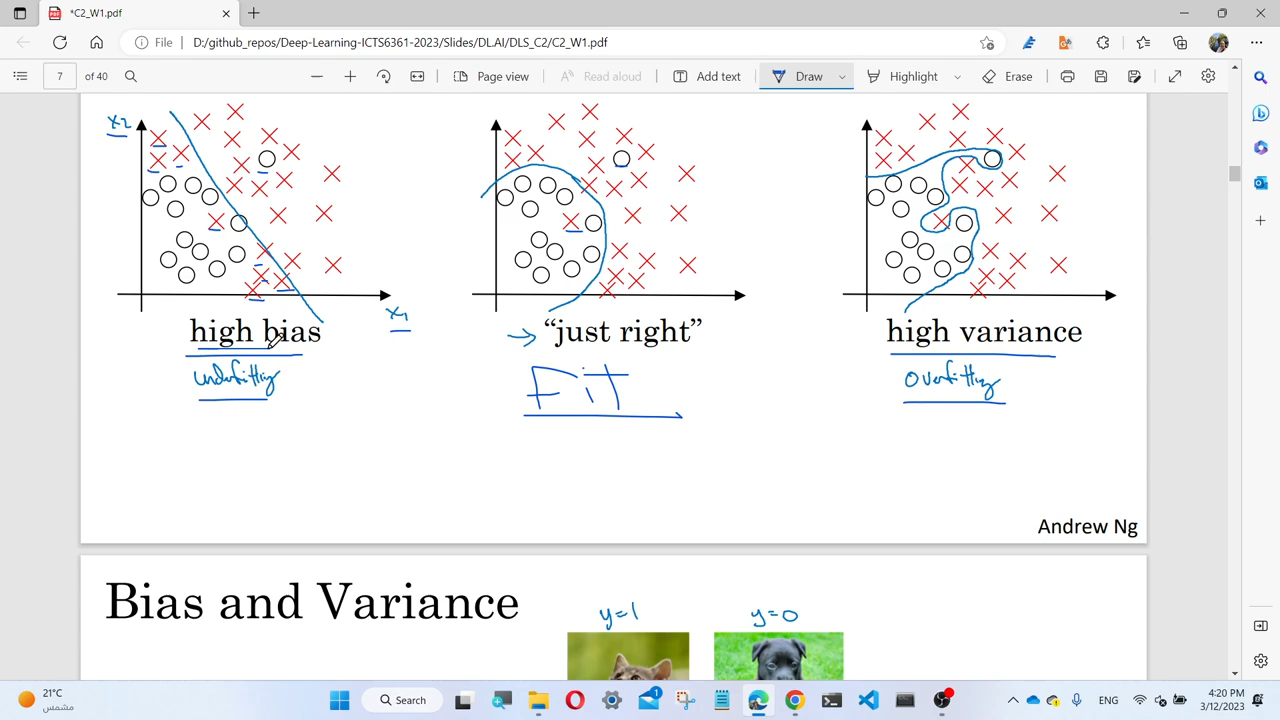 *C2_W1.pdf
File
D:/github_repos/Deep-Learning-ICTS6361-2023/Slides/DL.AI/DLS_C2/C2_W1.pdf
7 of 40
Page view
Read aloud
Add text
Draw
Highlight
Erase
x2
x1
high bias
"just right"
high variance
underfitting
Fit
overfitting
Andrew Ng
Bias and Variance
y=1
y=0
21°C
مشمس
Search
1
ENG
4:20 PM
3/12/2023